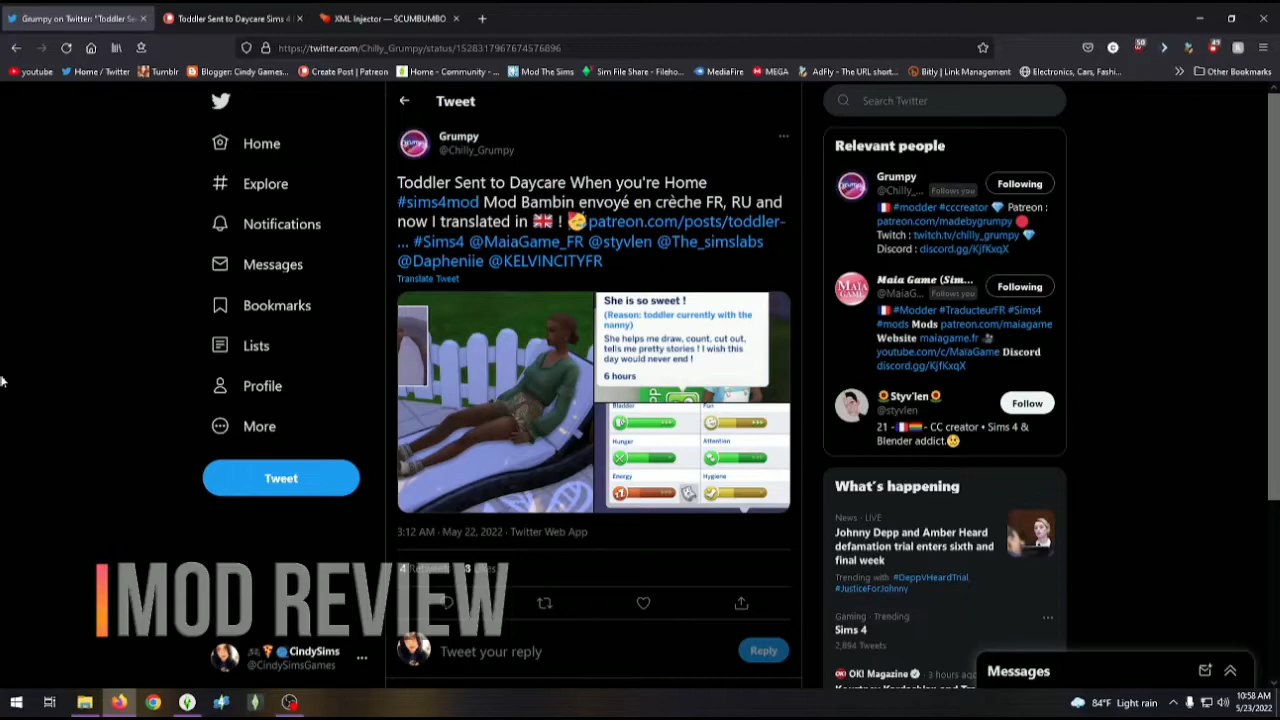 Grumpy on Twitter: "Toddler Se
Toddler Sent to Daycare Sims 4
XML Injector — SCUMBUMBO
https://twitter.com/Chilly_Grumpy/status/1528317967674576896
50
49
youtube
Home / Twitter
Tumblr
Blogger: Cindy Games...
Create Post | Patreon
Home - Community - ...
Mod The Sims
Sim File Share - Fileho...
MediaFire
MEGA
AdFly - The URL short...
Bitly | Link Management
Electronics, Cars, Fashi...
Other Bookmarks
Home
Explore
Notifications
Messages
Bookmarks
Lists
Profile
More
Tweet
CindySims
@CindySimsGames
Tweet
Grumpy
@Chilly_Grumpy
Toddler Sent to Daycare When you're Home
#sims4mod Mod Bambin envoyé en crèche FR, RU and
now I translated in 🇬🇧 ! 🥳patreon.com/posts/toddler-
... #Sims4 @MaiaGame_FR @styvlen @The_simslabs
@Dapheniie @KELVINCITYFR
Translate Tweet
She is so sweet !
(Reason: toddler currently with the
nanny)
She helps me draw, count, cut out,
tells me pretty stories ! I wish this
day would never end !
6 hours
Bladder
Fun
Hunger
Attention
Energy
Hygiene
3:12 AM · May 22, 2022 · Twitter Web App
MOD REVIEW
Tweet your reply
Reply
Search Twitter
Relevant people
Grumpy
@Chilly_...
Follows you
Following
🇫🇷 #modder #cccreator 💎 Patreon :
patreon.com/madebygrumpy 🔴
Twitch : twitch.tv/chilly_grumpy 💎
Discord : discord.gg/KjfKxqX
Maia Game (Sim...
@MaiaG...
Follows you
Following
🇫🇷 #Modder #TraducteurFR #Sims4
#mods Mods patreon.com/maiagame
Website maiagame.fr
youtube.com/c/MaïaGame Discord
discord.gg/KjfKxqX
🌻Styv'len🌻
@styvlen
Follow
21 -🇫🇷🏳️‍🌈 - CC creator • Sims 4 &
Blender addict.
What's happening
News · LIVE
Johnny Depp and Amber Heard
defamation trial enters sixth and
final week
Trending with #DeppVHeardTrial,
#JusticeForJohnny
Gaming · Trending
Sims 4
2,894 Tweets
OK! Magazine
3 hours ago
Messages
84°F Light rain
10:58 AM
5/23/2022